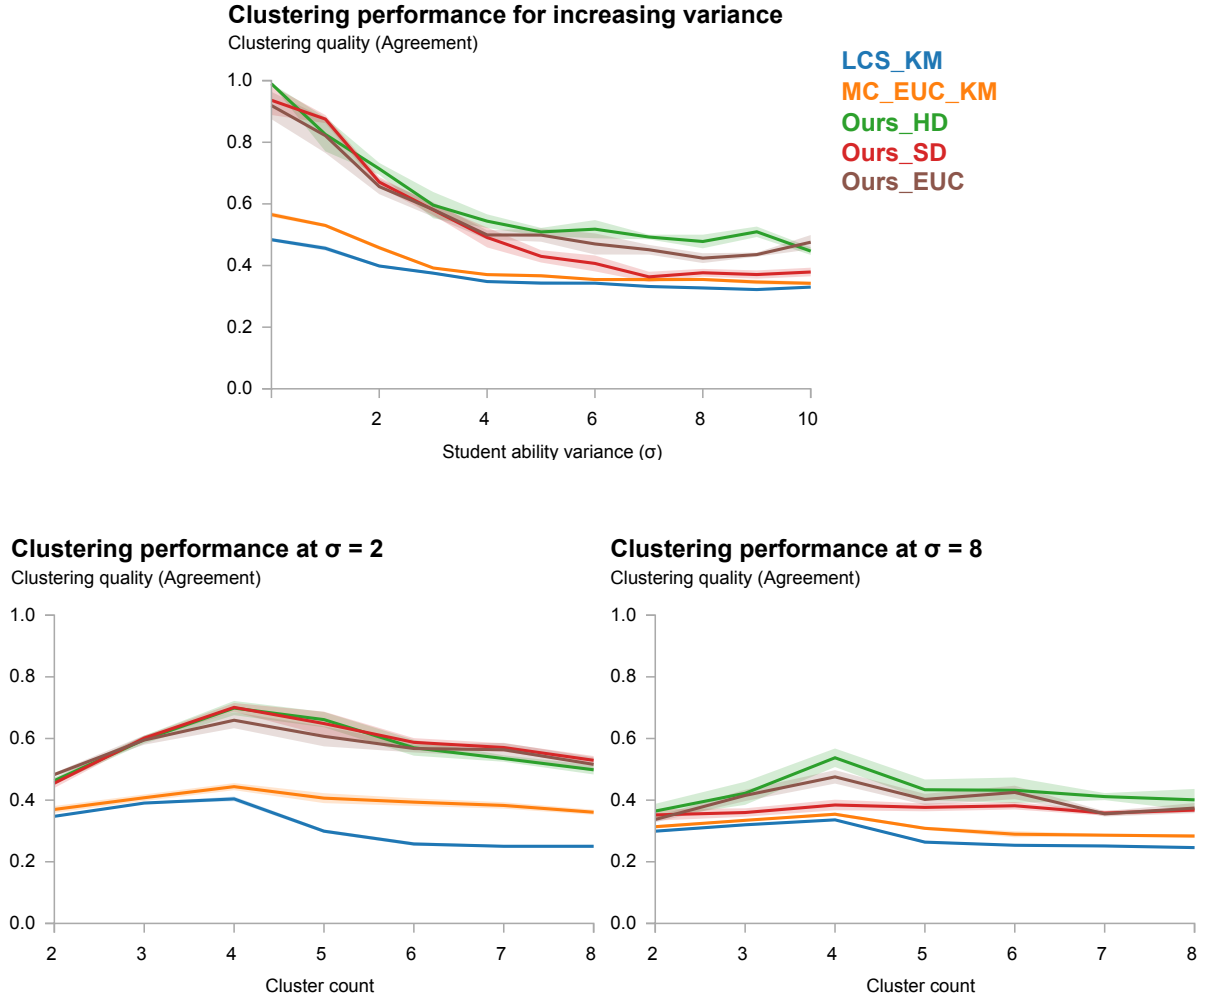 Clustering performance for increasing variance
Clustering quality (Agreement)
LCS_KM
MC_EUC_KM
Ours_HD
Ours_SD
Ours_EUC
1.0
0.8
0.6
0.4
0.2
0.0
2 4 6 8 10
Student ability variance (σ)
Clustering performance at σ = 2
Clustering quality (Agreement)
1.0
0.8
0.6
0.4
0.2
0.0
2 3 4 5 6 7 8
Cluster count
Clustering performance at σ = 8
Clustering quality (Agreement)
1.0
0.8
0.6
0.4
0.2
0.0
2 3 4 5 6 7 8
Cluster count